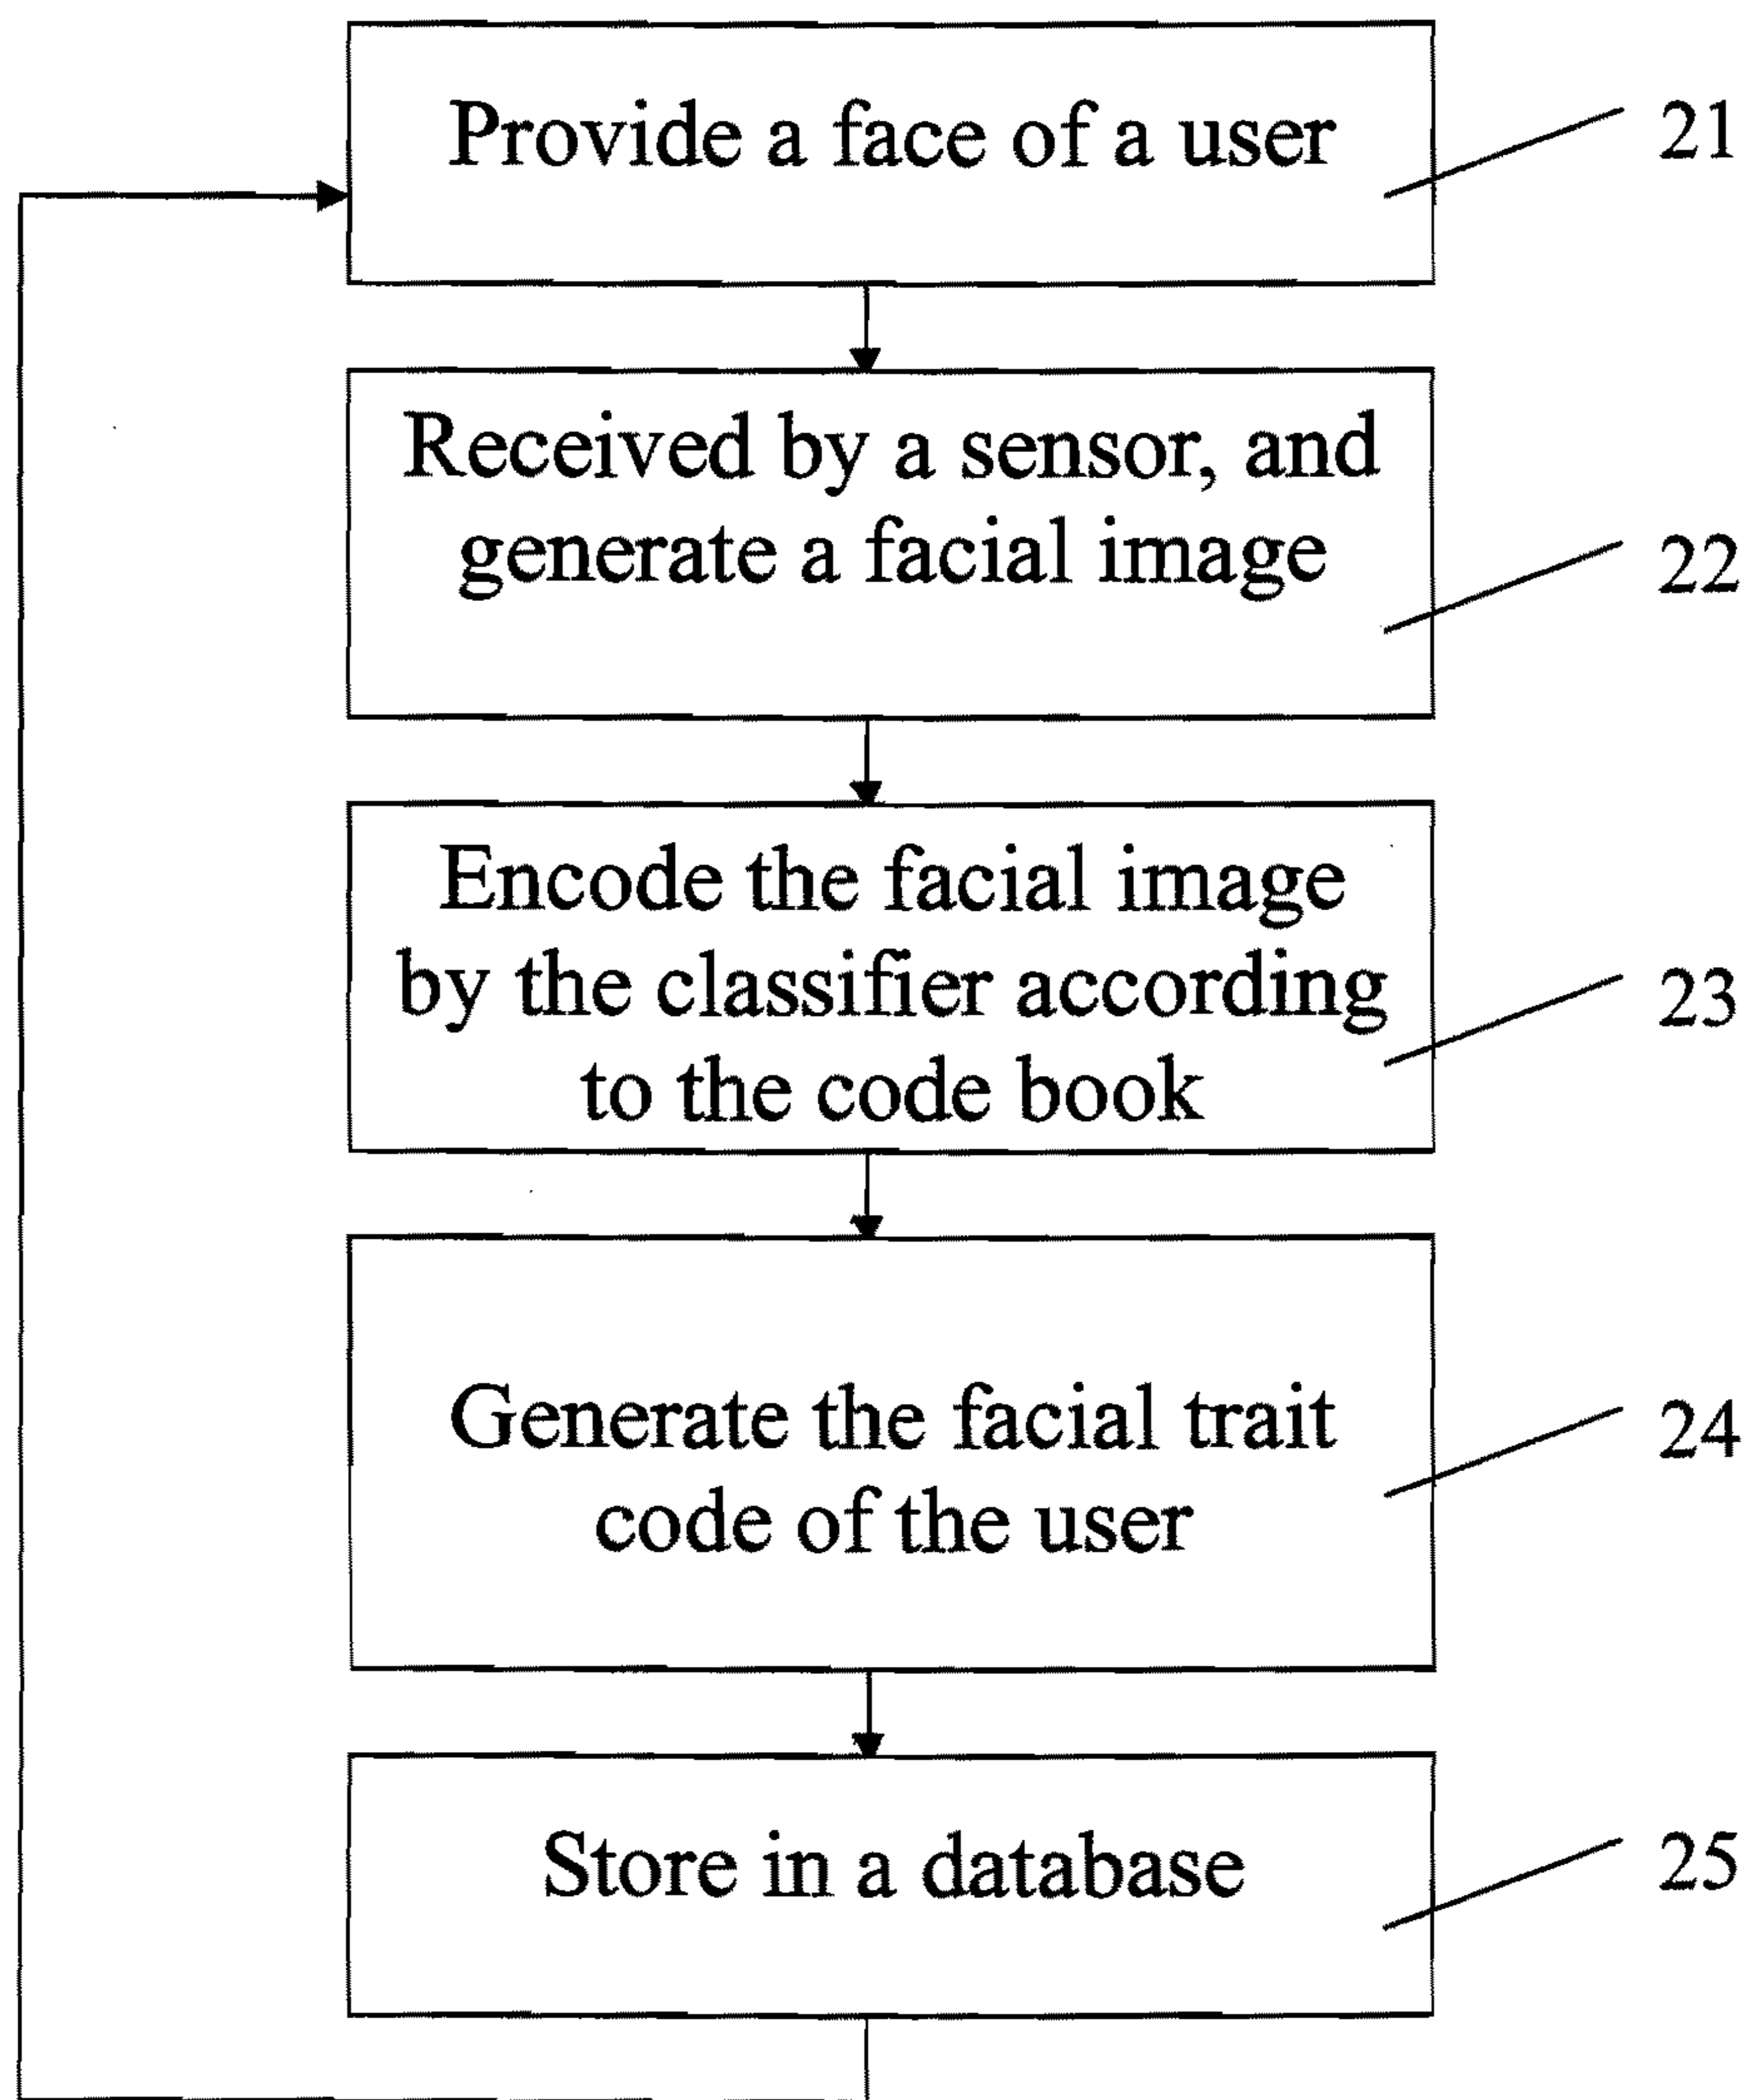 Provide a face of a user
21
Received by a sensor, and
generate a facial image
22
Encode the facial image
by the classifier according
to the code book
23
Generate the facial trait
code of the user
24
Store in a database
25